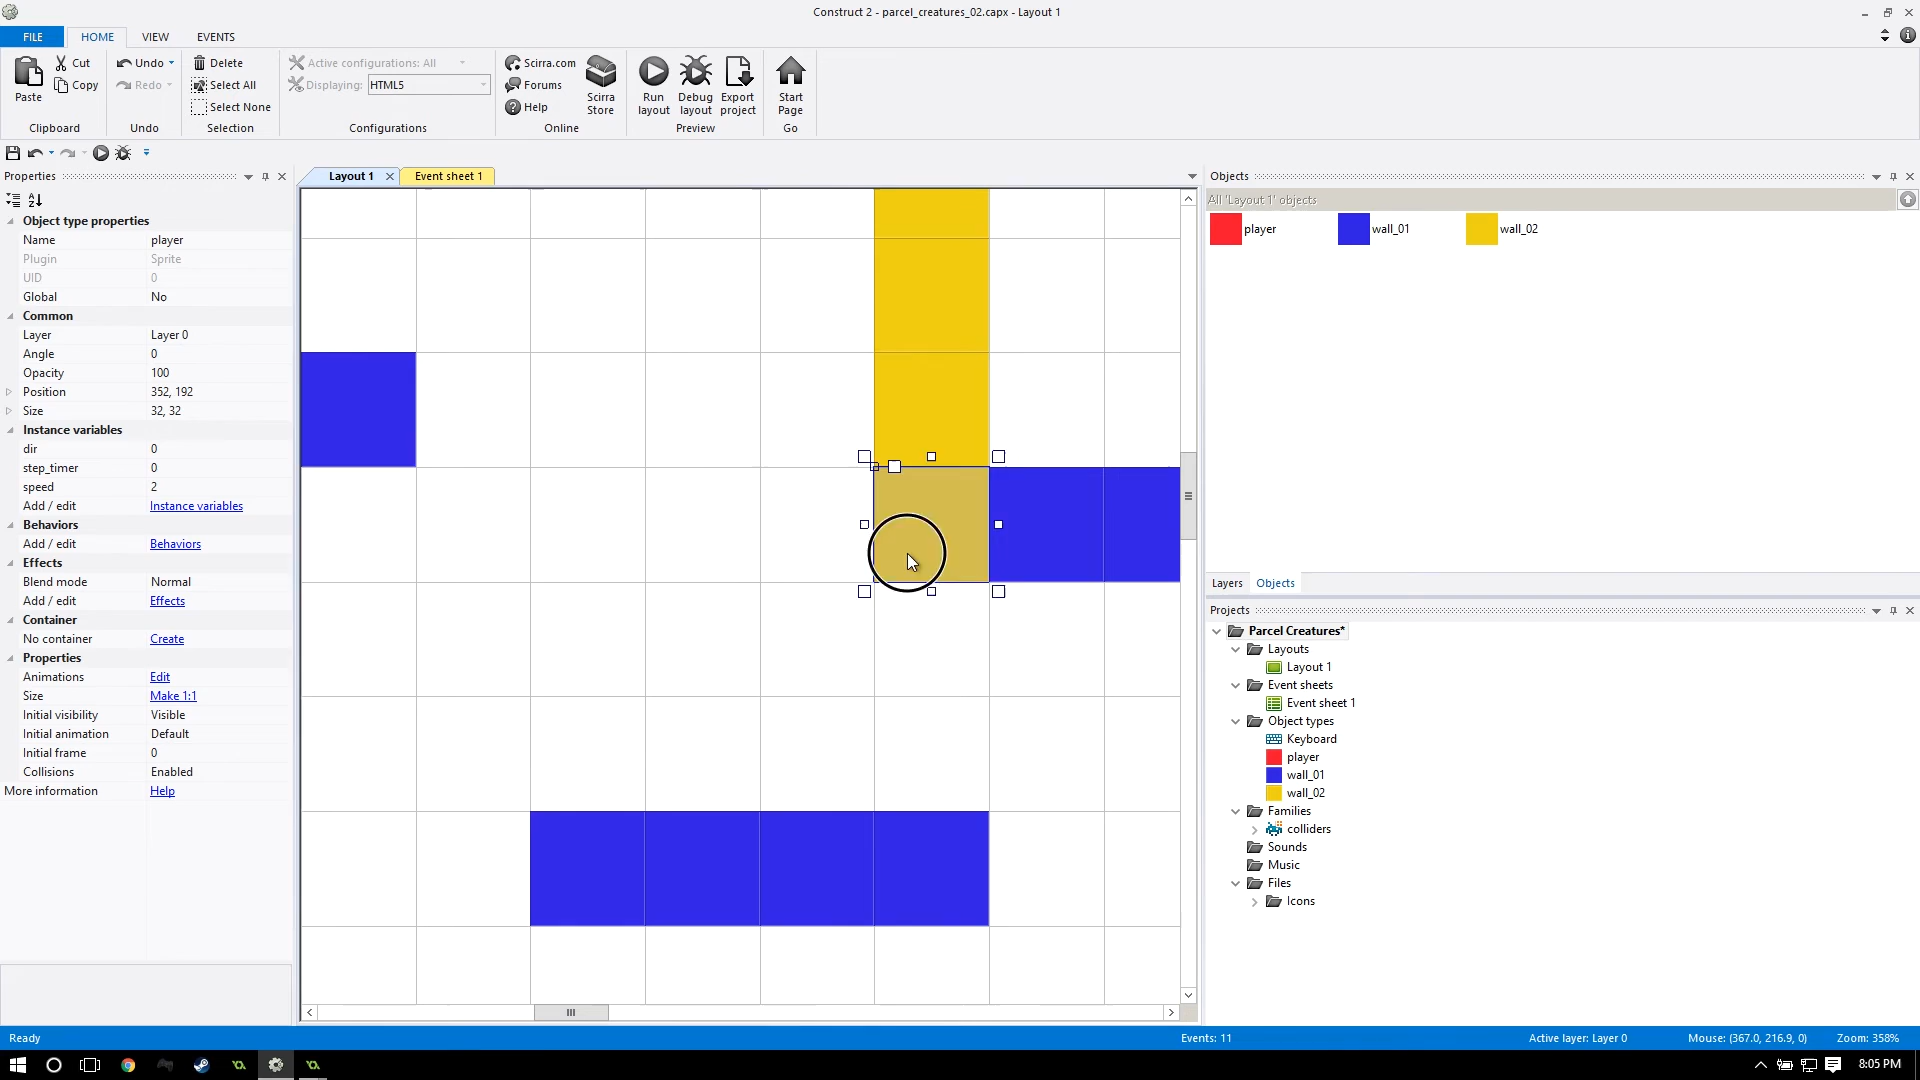 Construct 2 - parcel_creatures_02.capx - Layout 1
FILE HOME VIEW EVENTS
Paste Cut Copy
Clipboard
Undo
Redo
Undo
Delete
Select All
Select None
Selection
Active configurations: All
Displaying: HTML5
Configurations
Scirra.com
Forums
Help
Scirra Store
Online
Run layout
Debug layout
Export project
Preview
Start Page
Go
Properties
Object type properties
Name player
Plugin Sprite
UID 0
Global No
Common
Layer Layer 0
Angle 0
Opacity 100
Position 352, 192
Size 32, 32
Instance variables
dir 0
step_timer 0
speed 2
Add / edit Instance variables
Behaviors
Add / edit Behaviors
Effects
Blend mode Normal
Add / edit Effects
Container
No container Create
Properties
Animations Edit
Size Make 1:1
Initial visibility Visible
Initial animation Default
Initial frame 0
Collisions Enabled
More information Help
Layout 1 Event sheet 1
Objects
All 'Layout 1' objects
player wall_01 wall_02
Layers Objects
Projects
Parcel Creatures*
Layouts
Layout 1
Event sheets
Event sheet 1
Object types
Keyboard
player
wall_01
wall_02
Families
colliders
Sounds
Music
Files
Icons
Ready Events: 11 Active layer: Layer 0 Mouse: (367.0, 216.9, 0) Zoom: 358%
8:05 PM